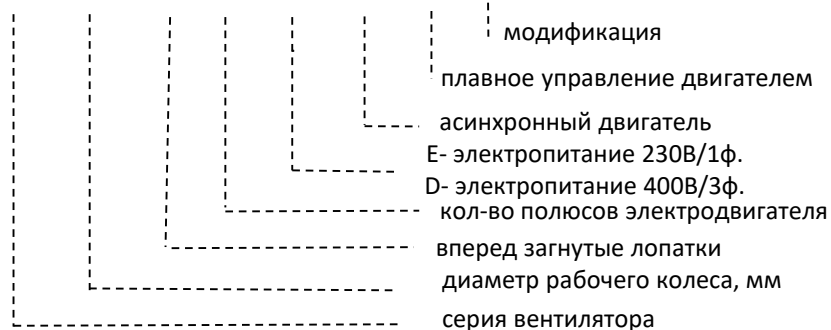 модификация
плавное управление двигателем
асинхронный двигатель
E- электропитание 230В/1ф.
D- электропитание 400В/3ф.
кол-во полюсов электродвигателя
вперед загнутые лопатки
диаметр рабочего колеса, мм
серия вентилятора